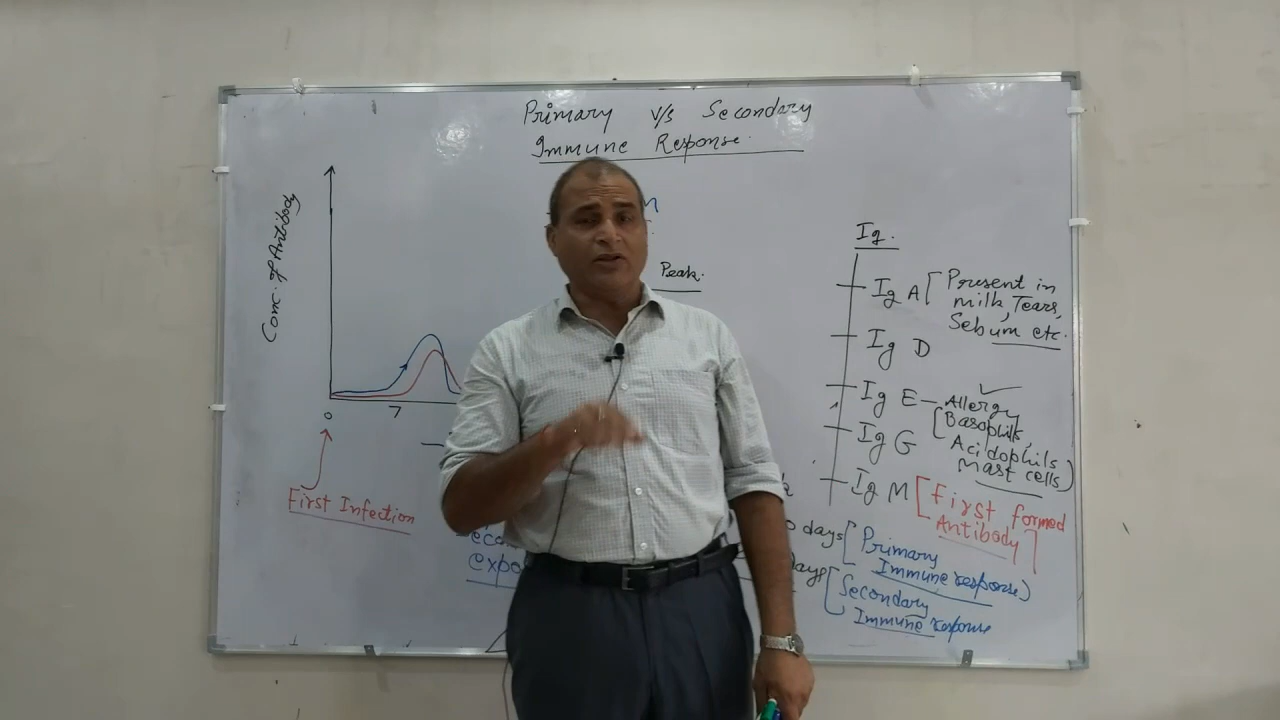 Primary v/s Secondary
Immune Response.
Conc. of Antibody
0
7
First Infection
Peak.
Ig.
Ig A [Present in
milk, Tears,
Sebum etc.
Ig D
Ig E - Allergy
[Basophils,
Acidophils
Mast cells)
Ig G
Ig M [First formed
Antibody]
days [Primary
Immune response)
days [Secondary
Immune response